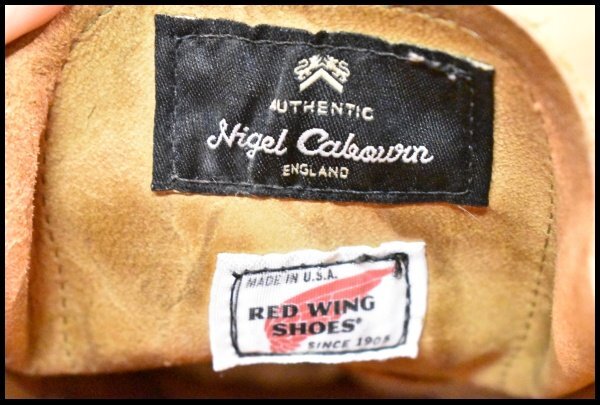 AUTHENTIC
Nigel Cabourn
ENGLAND
MADE IN U.S.A.
RED WING
SHOES®
SINCE 1905